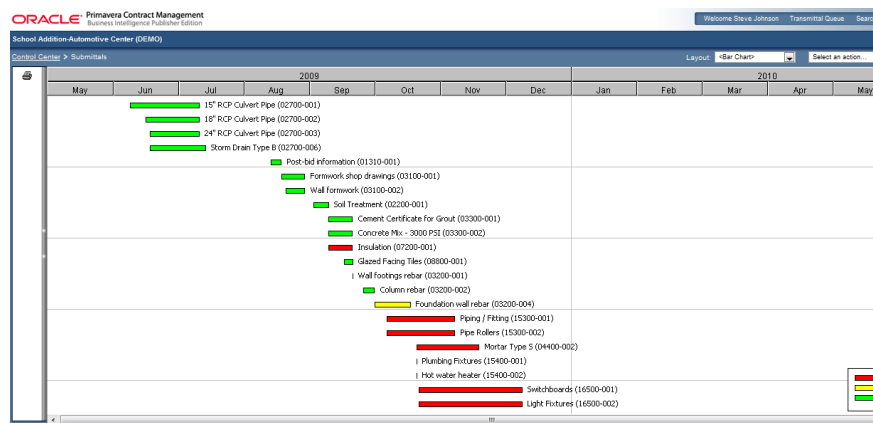 ORACLE® Primavera Contract Management
Business Intelligence Publisher Edition
Welcome Steve Johnson Transmittal Queue Searc
School Addition-Automotive Center (DEMO)
Control Center > Submittals
Layout: <Bar Chart> Select an action...
2009 2010
May Jun Jul Aug Sep Oct Nov Dec Jan Feb Mar Apr May
15" RCP Culvert Pipe (02700-001)
18" RCP Culvert Pipe (02700-002)
24" RCP Culvert Pipe (02700-003)
Storm Drain Type B (02700-006)
Post-bid information (01310-001)
Formwork shop drawings (03100-001)
Wall formwork (03100-002)
Soil Treatment (02200-001)
Cement Certificate for Grout (03300-001)
Concrete Mix - 3000 PSI (03300-002)
Insulation (07200-001)
Glazed Facing Tiles (08800-001)
Wall footings rebar (03200-001)
Column rebar (03200-002)
Foundation wall rebar (03200-004)
Piping / Fitting (15300-001)
Pipe Rollers (15300-002)
Mortar Type S (04400-002)
Plumbing Fixtures (15400-001)
Hot water heater (15400-002)
Switchboards (16500-001)
Light Fixtures (16500-002)